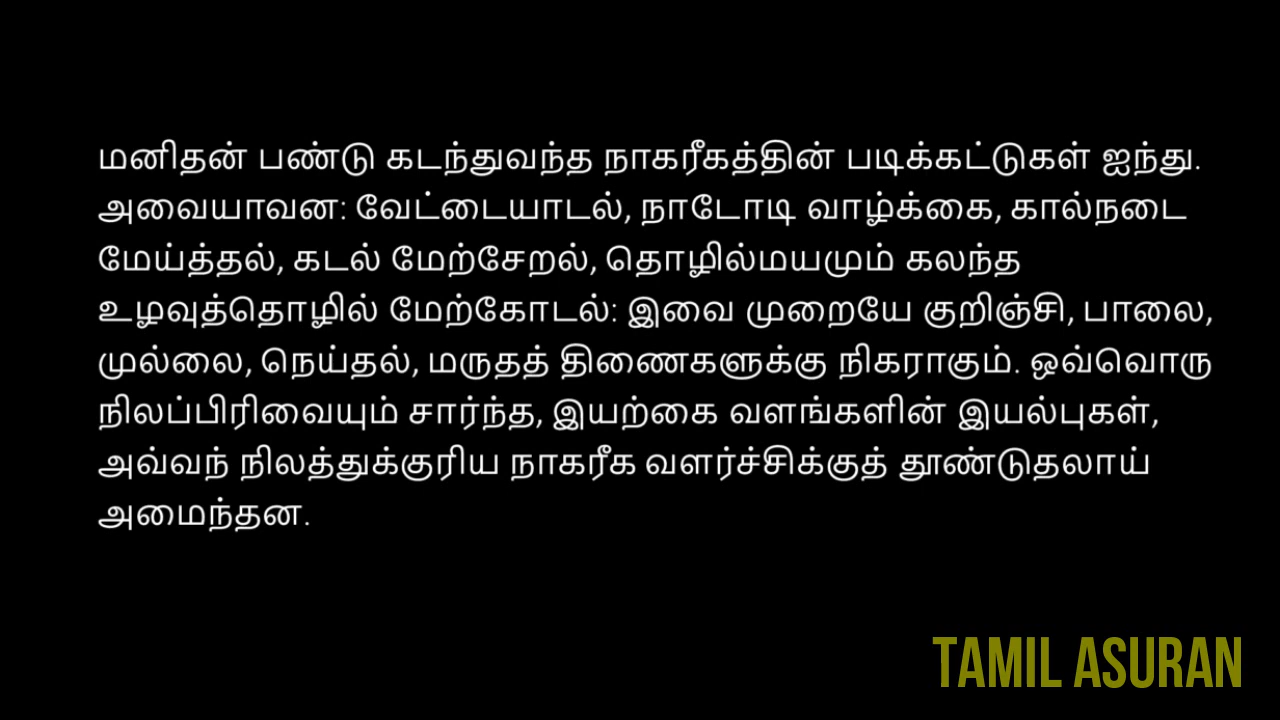 மனிதன் பண்டு கடந்துவந்த நாகரீகத்தின் படிக்கட்டுகள் ஐந்து.
அவையாவன: வேட்டையாடல், நாடோடி வாழ்க்கை, கால்நடை
மேய்த்தல், கடல் மேற்சேறல், தொழில்மயமும் கலந்த
உழவுத்தொழில் மேற்கோடல்: இவை முறையே குறிஞ்சி, பாலை,
முல்லை, நெய்தல், மருதத் திணைகளுக்கு நிகராகும். ஒவ்வொரு
நிலப்பிரிவையும் சார்ந்த, இயற்கை வளங்களின் இயல்புகள்,
அவ்வந் நிலத்துக்குரிய நாகரீக வளர்ச்சிக்குத் தூண்டுதலாய்
அமைந்தன.
TAMIL ASURAN